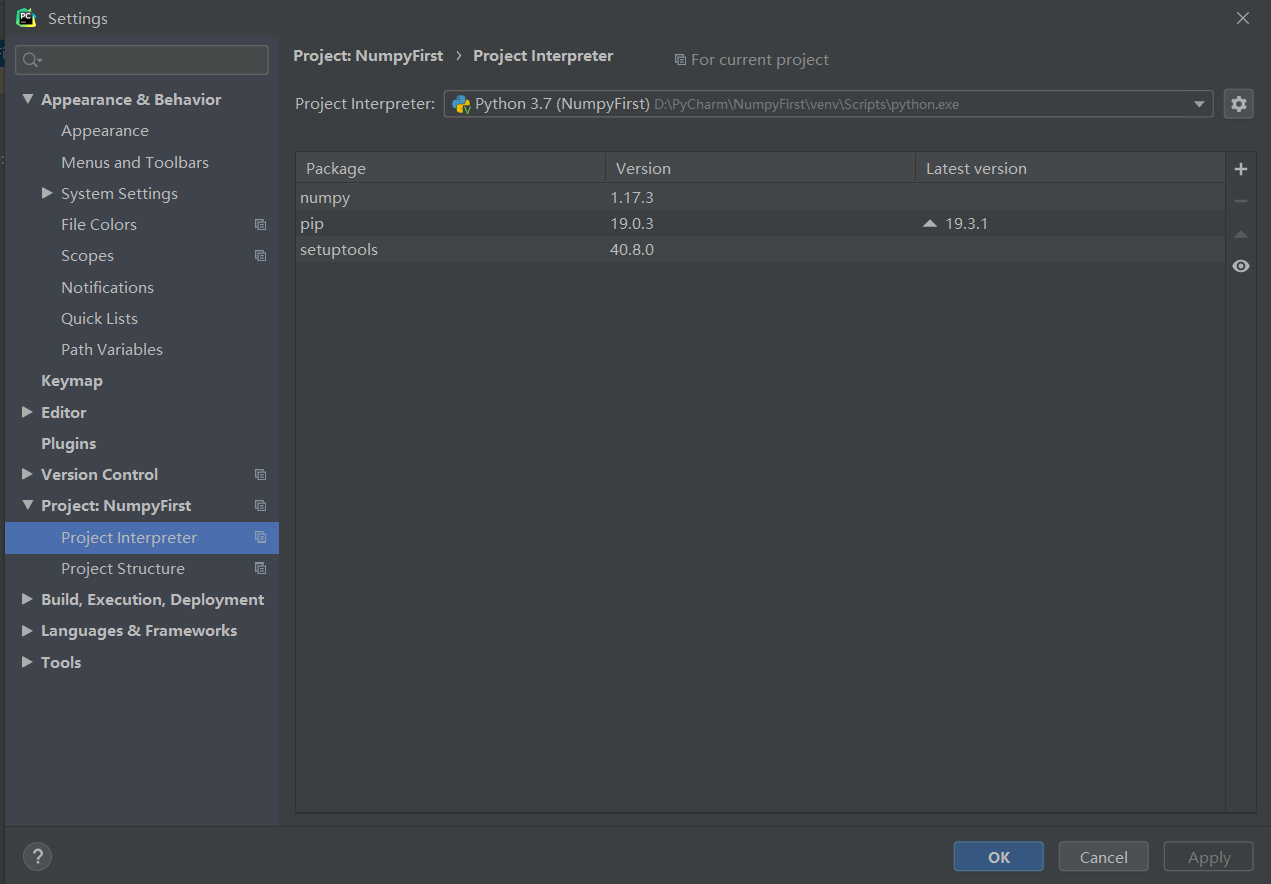 Settings
Appearance & Behavior
Appearance
Menus and Toolbars
System Settings
File Colors
Scopes
Notifications
Quick Lists
Path Variables
Keymap
Editor
Plugins
Version Control
Project: NumpyFirst
Project Interpreter
Project Structure
Build, Execution, Deployment
Languages & Frameworks
Tools
Project: NumpyFirst › Project Interpreter For current project
Project Interpreter: Python 3.7 (NumpyFirst) D:\PyCharm\NumpyFirst\venv\Scripts\python.exe
Package Version Latest version
numpy 1.17.3
pip 19.0.3 19.3.1
setuptools 40.8.0
? OK Cancel Apply